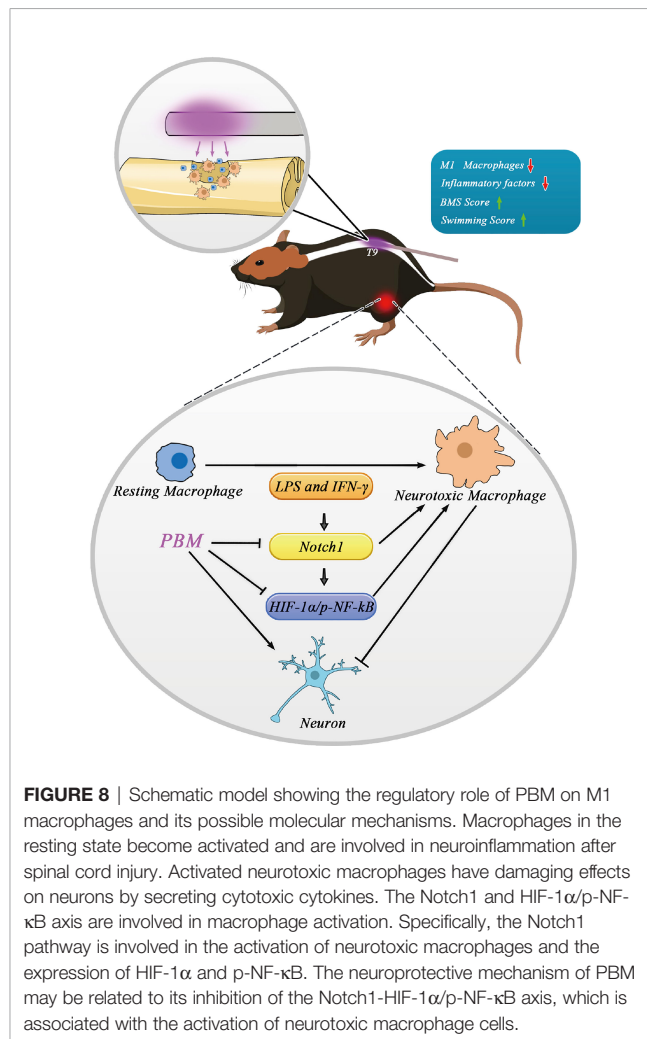 M1 Macrophages ↓
Inflammatory factors ↓
BMS Score ↑
Swimming Score ↑
T9
Resting Macrophage
LPS and IFN-γ
Neurotoxic Macrophage
PBM
Notch1
HIF-1α/p-NF-kB
Neuron
FIGURE 8 | Schematic model showing the regulatory role of PBM on M1
macrophages and its possible molecular mechanisms. Macrophages in the
resting state become activated and are involved in neuroinflammation after
spinal cord injury. Activated neurotoxic macrophages have damaging effects
on neurons by secreting cytotoxic cytokines. The Notch1 and HIF-1α/p-NF-
κB axis are involved in macrophage activation. Specifically, the Notch1
pathway is involved in the activation of neurotoxic macrophages and the
expression of HIF-1α and p-NF-κB. The neuroprotective mechanism of PBM
may be related to its inhibition of the Notch1-HIF-1α/p-NF-κB axis, which is
associated with the activation of neurotoxic macrophage cells.